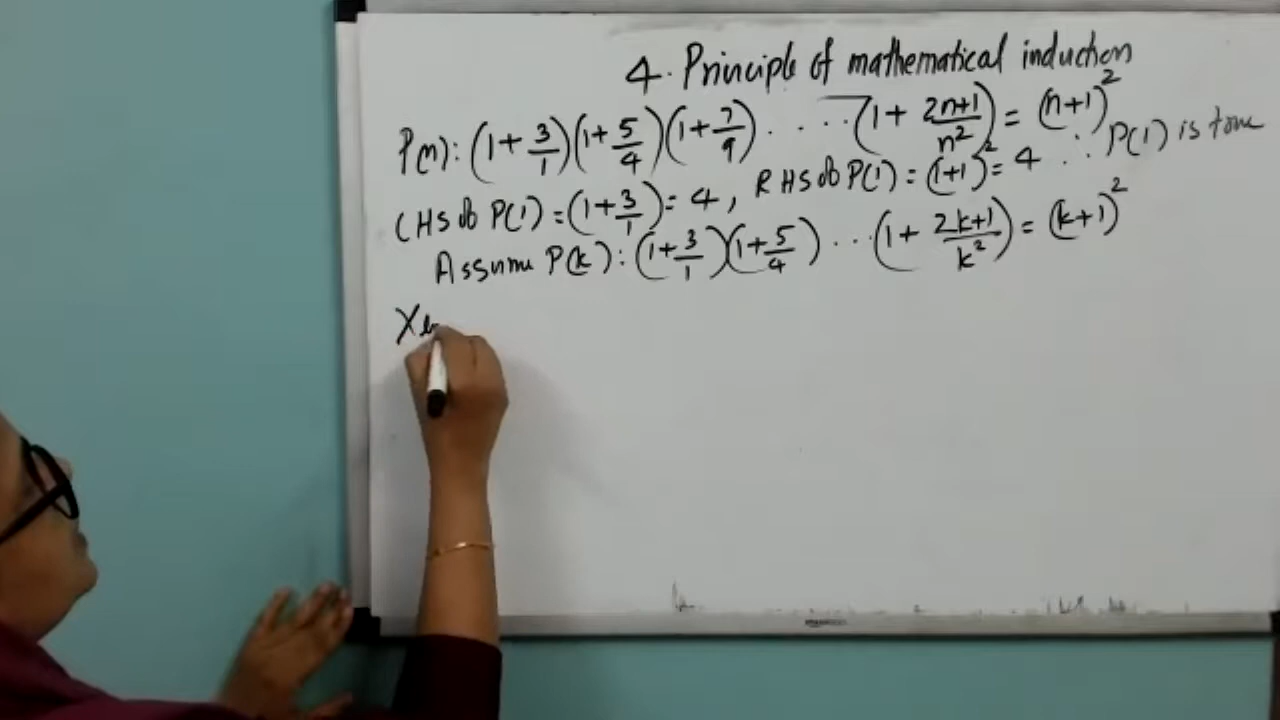 4. Principle of mathematical induction
P(n): (1 + 3/1)(1 + 5/4)(1 + 7/9) . . . . . (1 + 2n+1/n²) = (n+1)²
LHS of P(1) = (1 + 3/1) = 4, RHS of P(1) = (1+1)² = 4 ∴ P(1) is true
Assume P(k): (1 + 3/1)(1 + 5/4) . . . (1 + 2k+1/k²) = (k+1)²